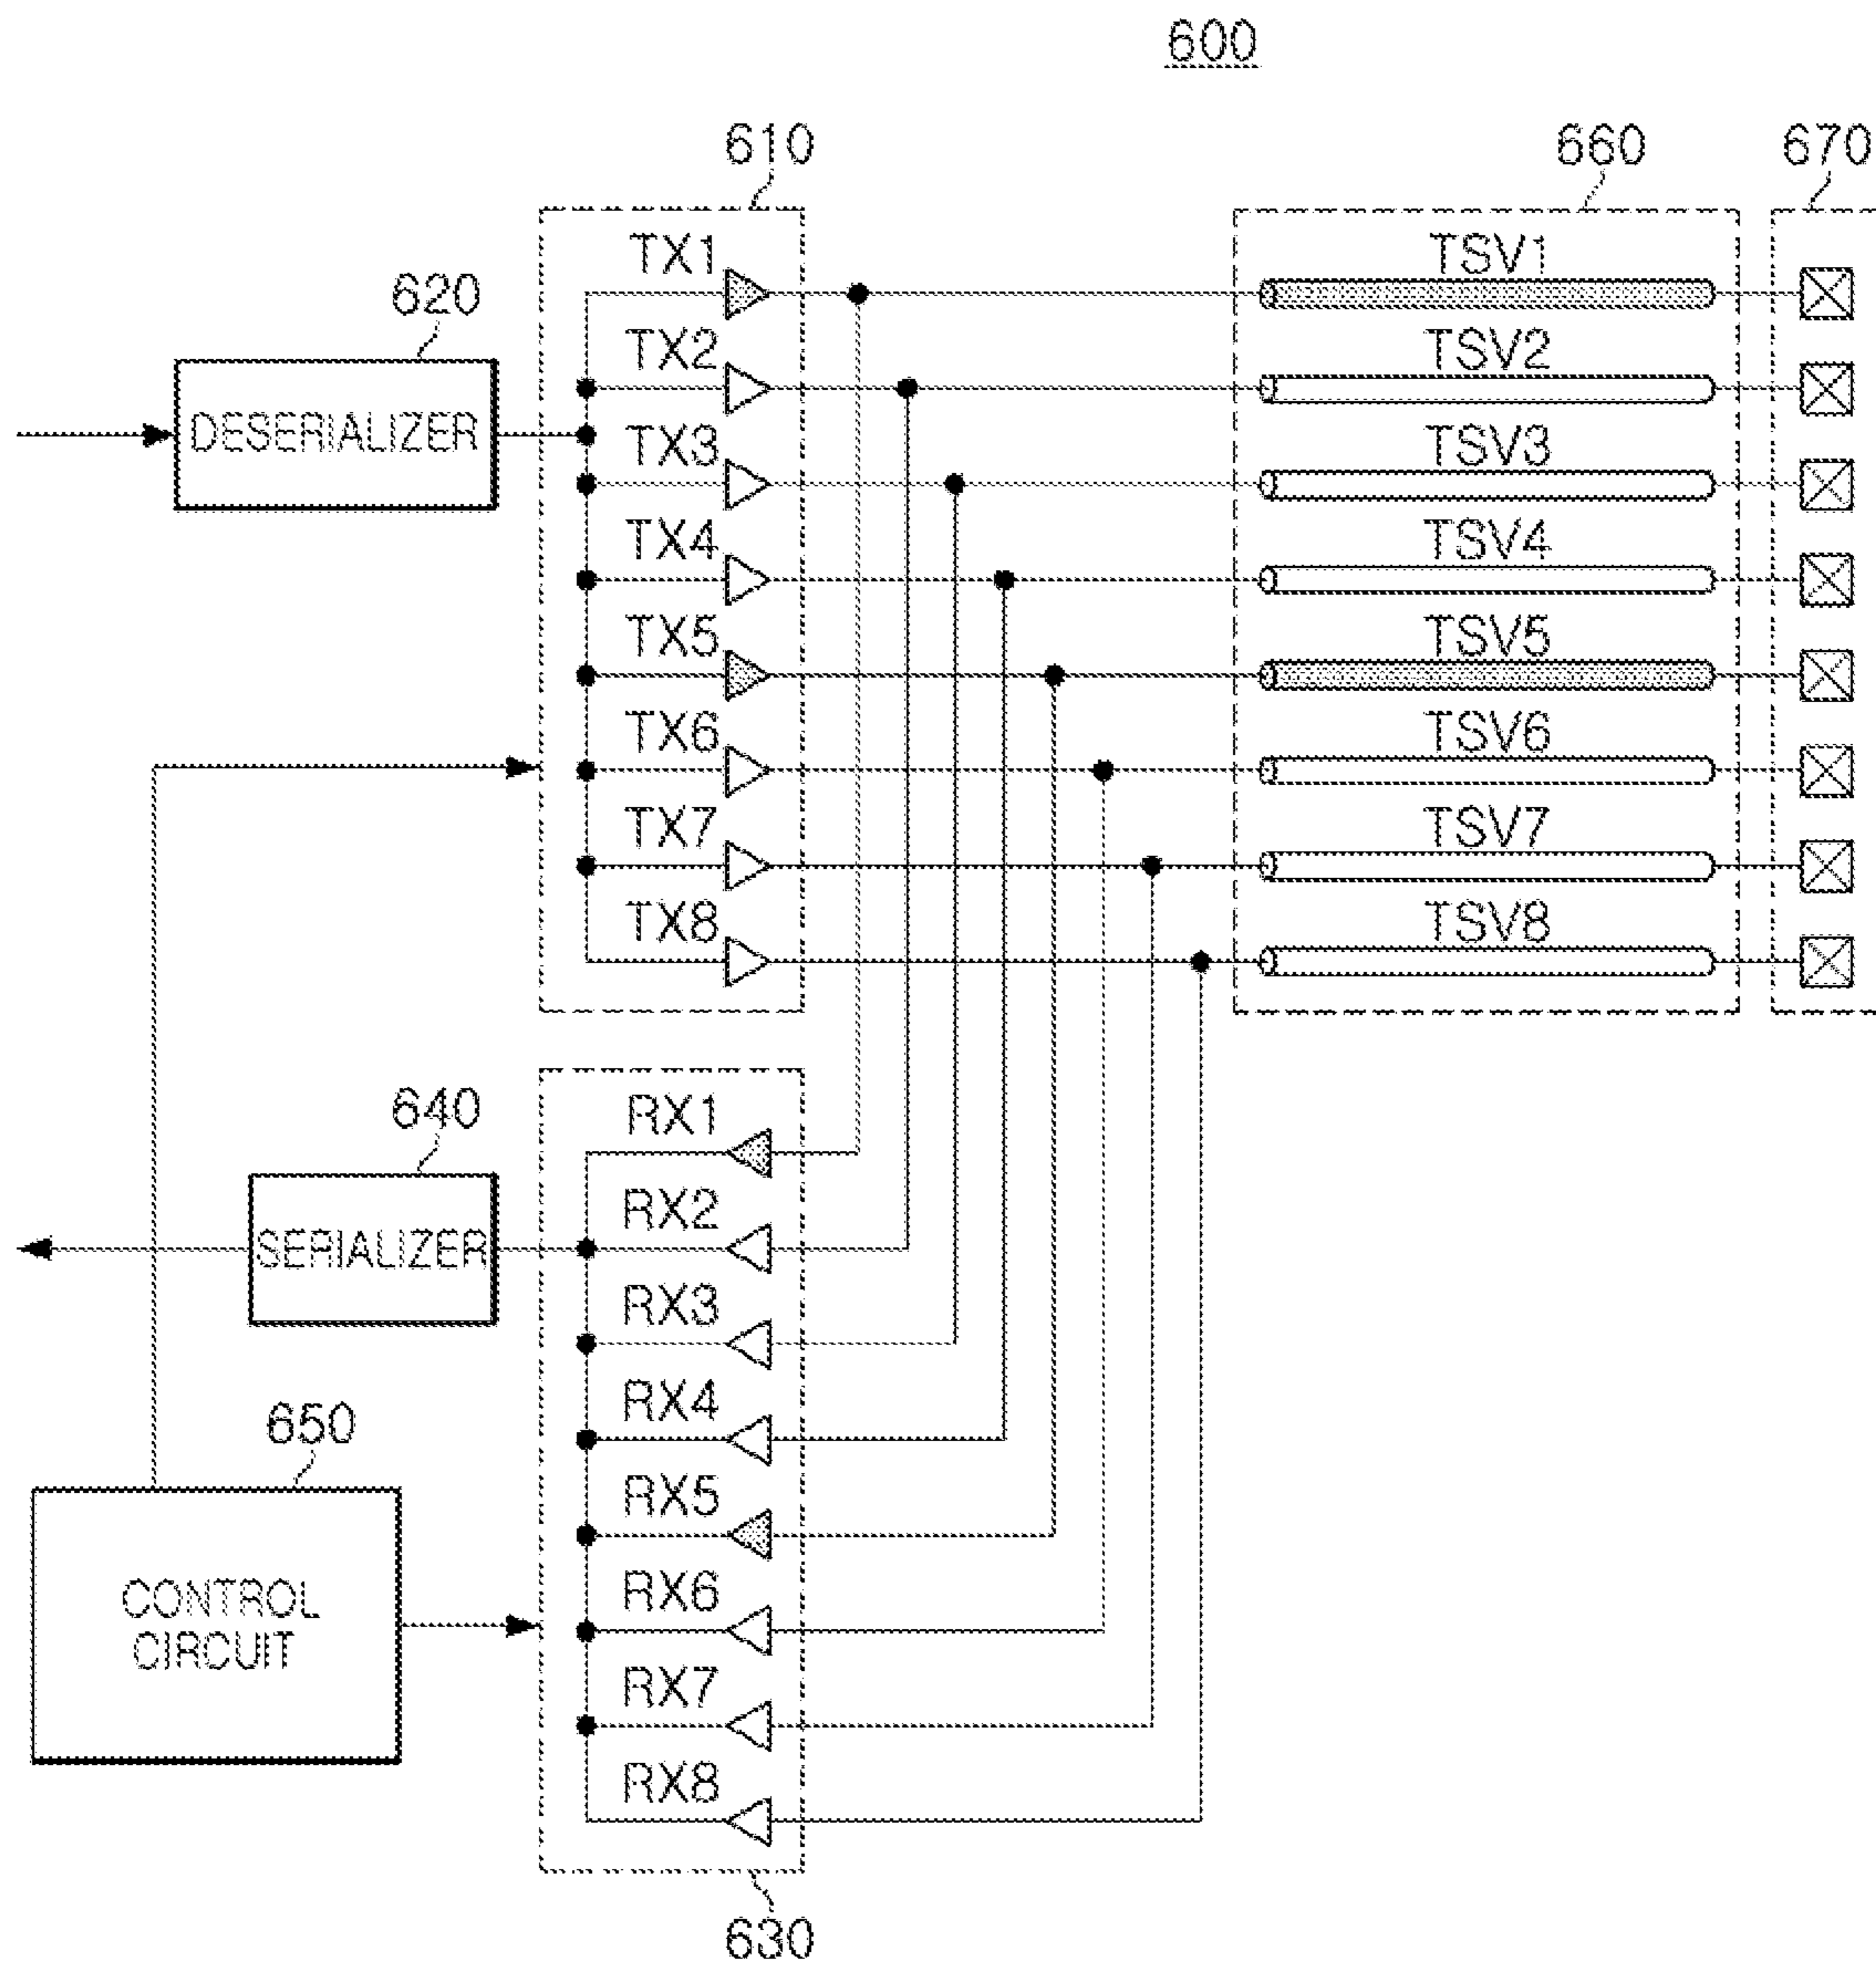 600
610
660
670
TX1
TSV1
620
TX2
TSV2
DESERIALIZER
TX3
TSV3
TX4
TSV4
TX5
TSV5
TX6
TSV6
TX7
TSV7
TX8
TSV8
640
RX1
RX2
SERIALIZER
RX3
650
RX4
RX5
CONTROL
CIRCUIT
RX6
RX7
RX8
630